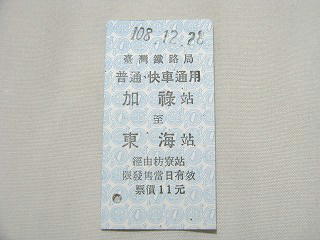 108.12.28
臺灣鐵路局
普通、快車通用
加祿站
至
東海站
經由枋寮站
限發售當日有效
票價11元